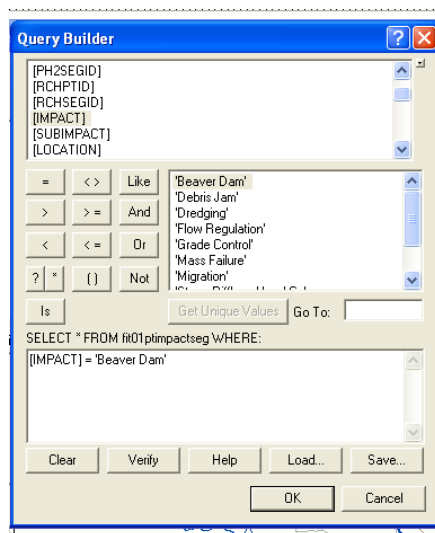 Query Builder
[PH2SEGID]
[RCHPTID]
[RCHSEGID]
[IMPACT]
[SUBIMPACT]
[LOCATION]
= <> Like
> >= And
< <= Or
? * () Not
Is
'Beaver Dam'
'Debris Jam'
'Dredging'
'Flow Regulation'
'Grade Control'
'Mass Failure'
'Migration'
Get Unique Values Go To:
SELECT * FROM fit01ptimpactseg WHERE:
[IMPACT] = 'Beaver Dam'
Clear Verify Help Load... Save...
OK Cancel